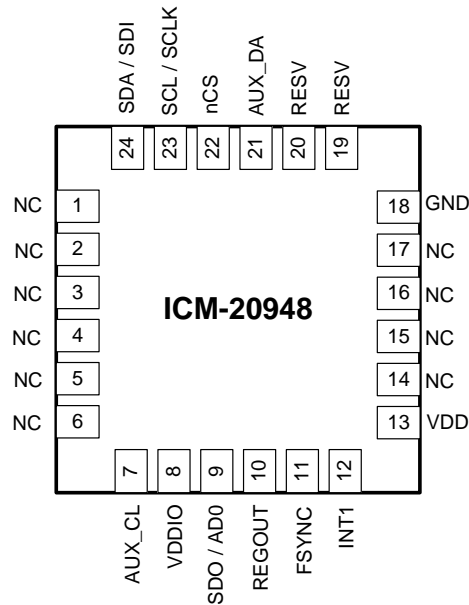 SDA / SDI
SCL / SCLK
nCS
AUX_DA
RESV
RESV
24
23
22
21
20
19
NC 1
18 GND
NC 2
17 NC
NC 3
16 NC
ICM-20948
NC 4
15 NC
NC 5
14 NC
NC 6
13 VDD
7
8
9
10
11
12
AUX_CL
VDDIO
SDO / AD0
REGOUT
FSYNC
INT1